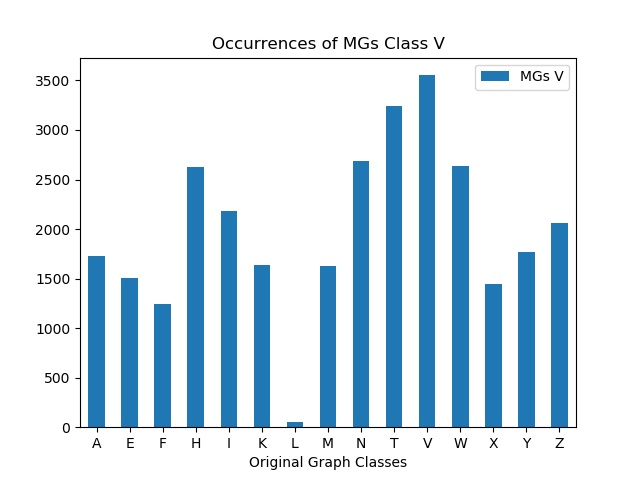 Occurrences of MGs Class V
MGs V
3500
3000
2500
2000
1500
1000
500
0
A E F H I K L M N T V W X Y Z
Original Graph Classes